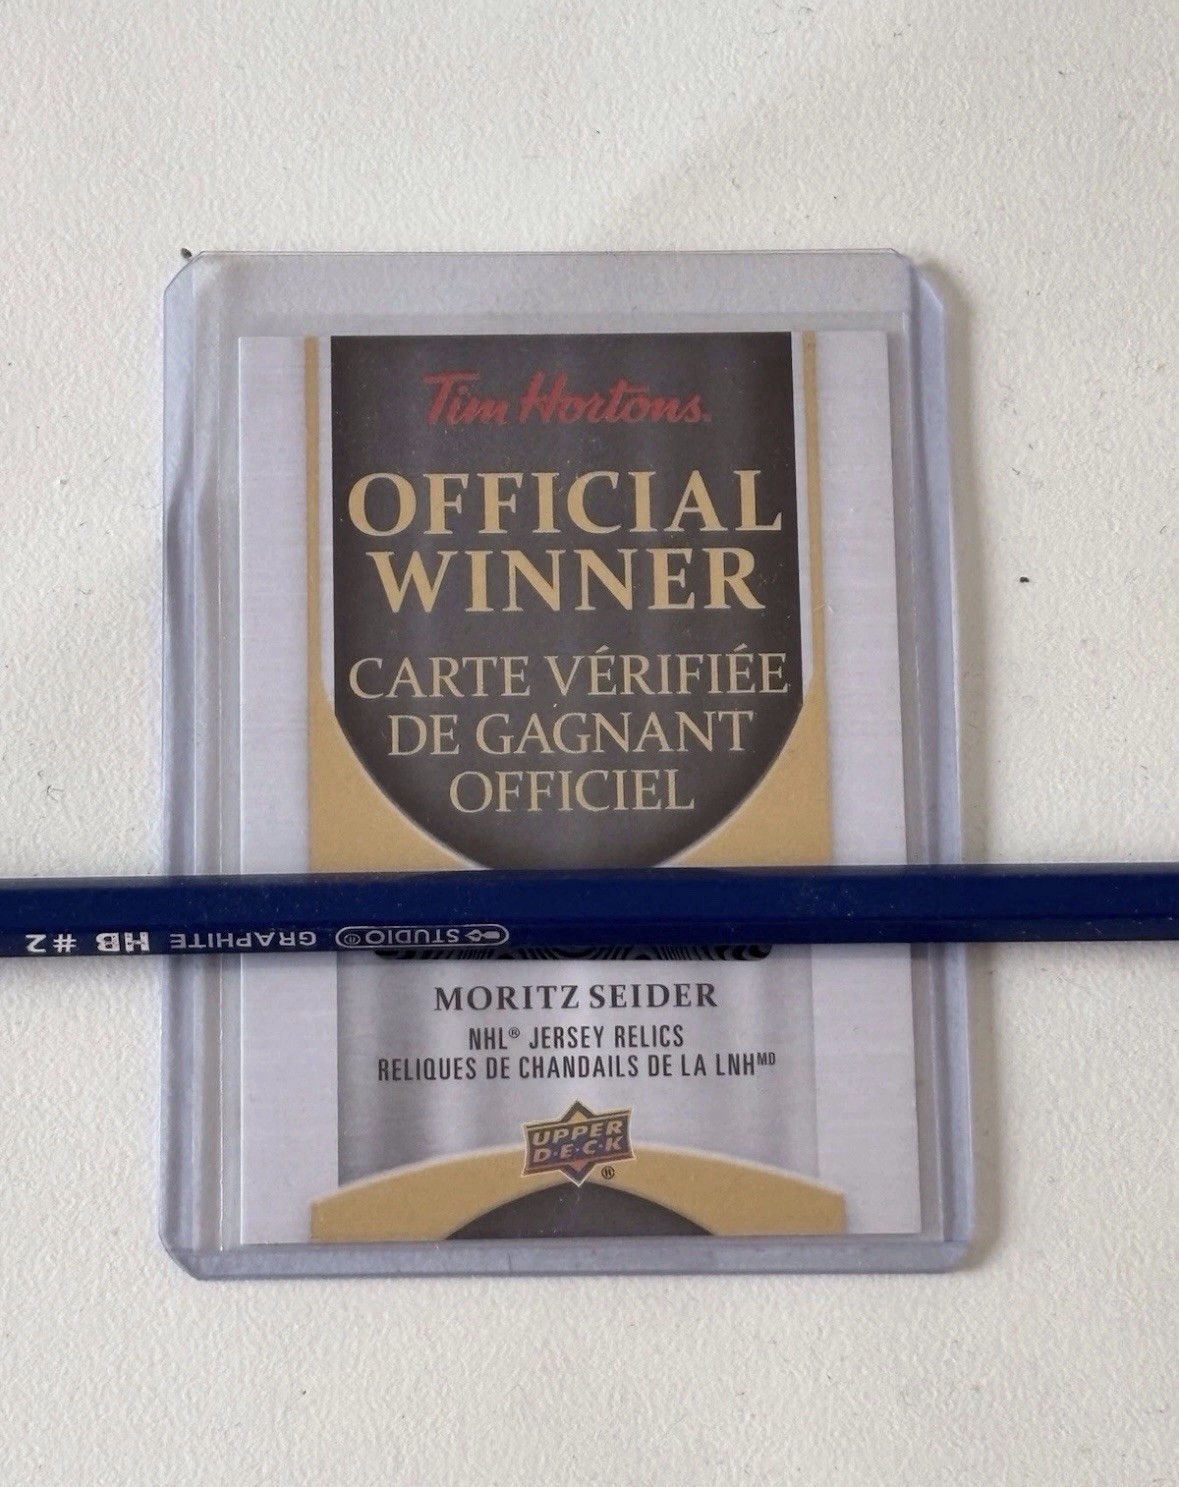 Tim Hortons
OFFICIAL
WINNER
CARTE VÉRIFIÉE
DE GAGNANT
OFFICIEL
STUDIO® GRAPHITE HB #2
MORITZ SEIDER
NHL® JERSEY RELICS
RELIQUES DE CHANDAILS DE LA LNHMD
UPPER
D·E·C·K
®